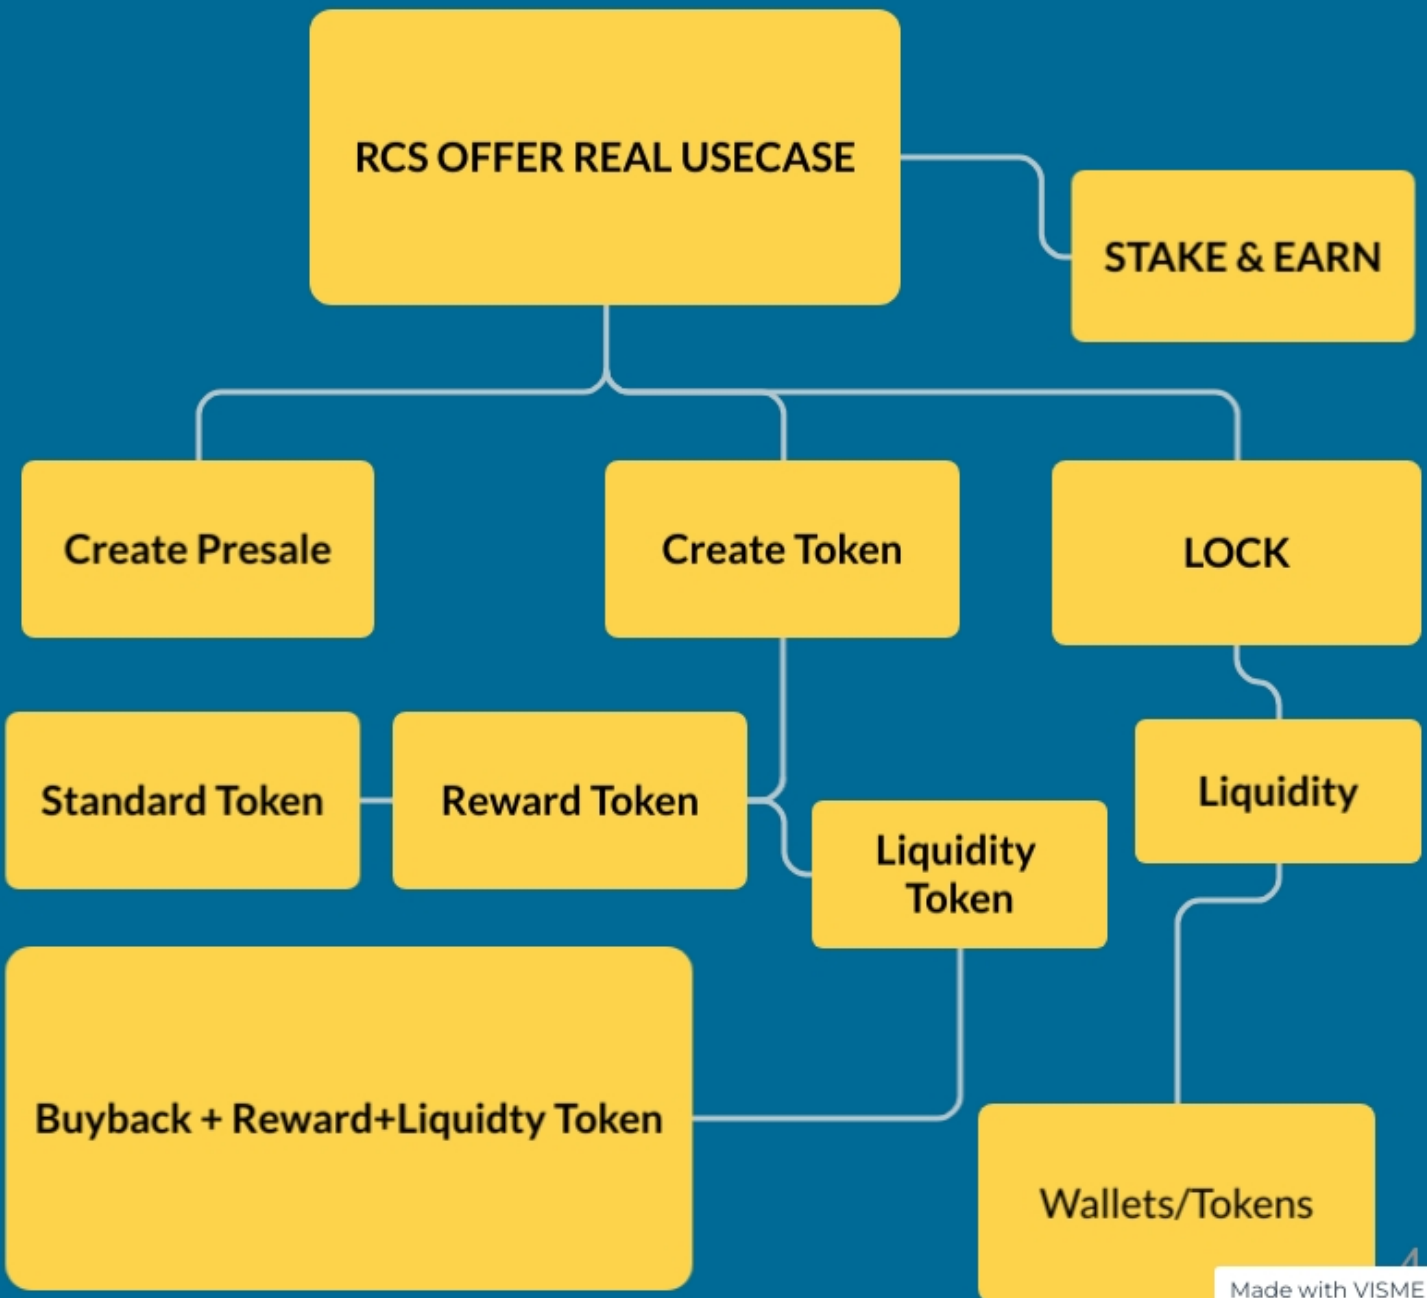 RCS OFFER REAL USECASE
STAKE & EARN
Create Presale
Create Token
LOCK
Standard Token
Reward Token
Liquidity
Token
Liquidity
Buyback + Reward+Liquidty Token
Wallets/Tokens
4
Made with VISME